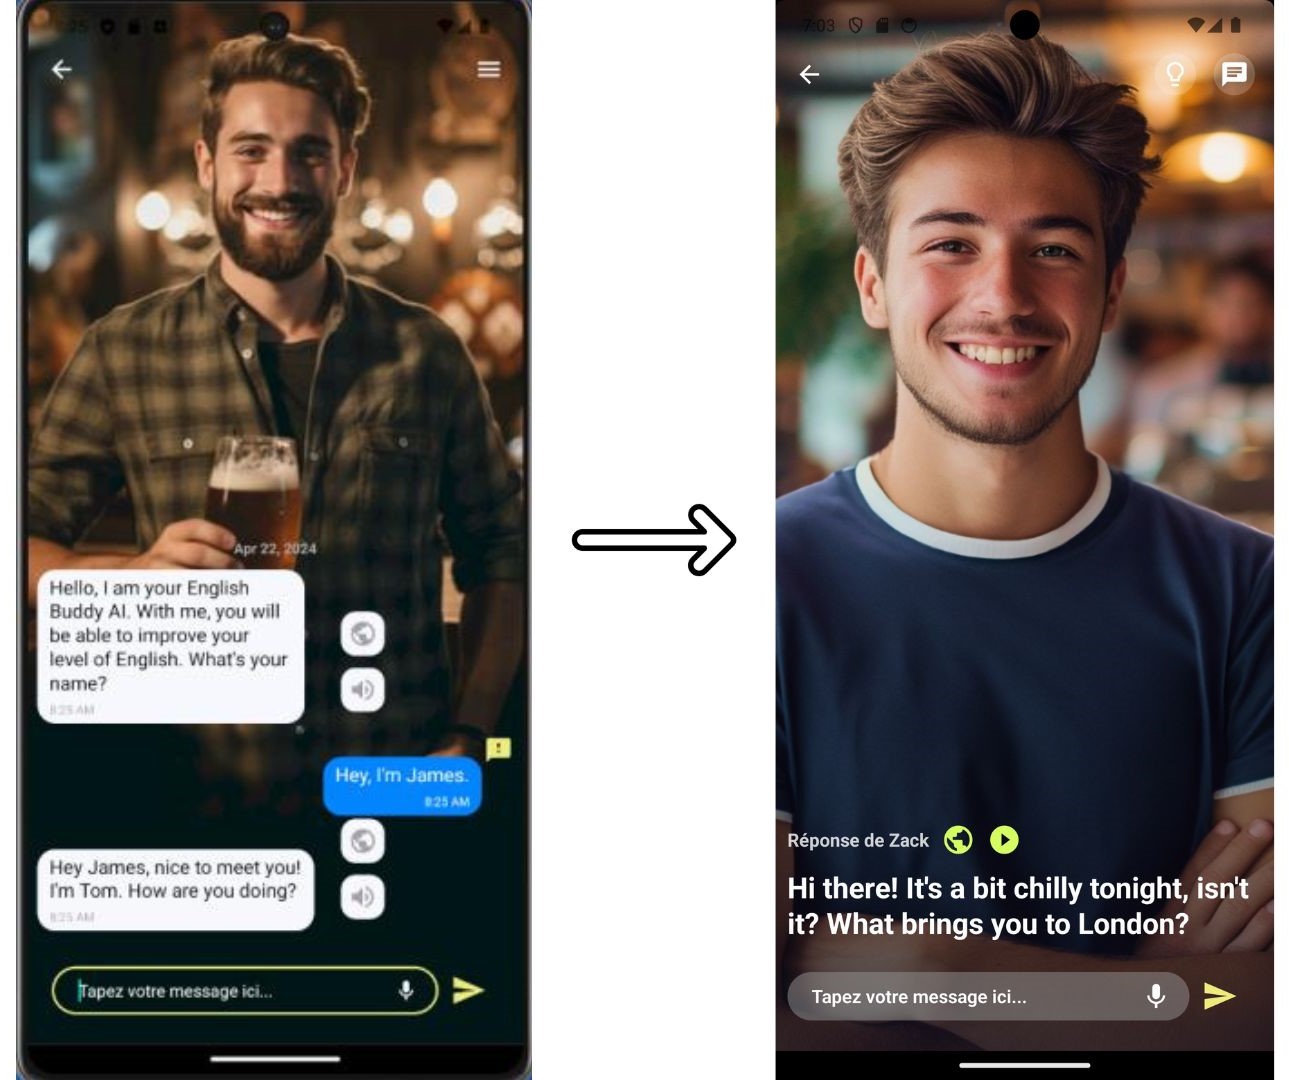 Apr 22, 2024
Hello, I am your English
Buddy AI. With me, you will
be able to improve your
level of English. What's your
name?
8:25 AM
Hey, I'm James.
8:25 AM
Hey James, nice to meet you!
I'm Tom. How are you doing?
8:25 AM
Tapez votre message ici...
7:03
Réponse de Zack
Hi there! It's a bit chilly tonight, isn't
it? What brings you to London?
Tapez votre message ici...